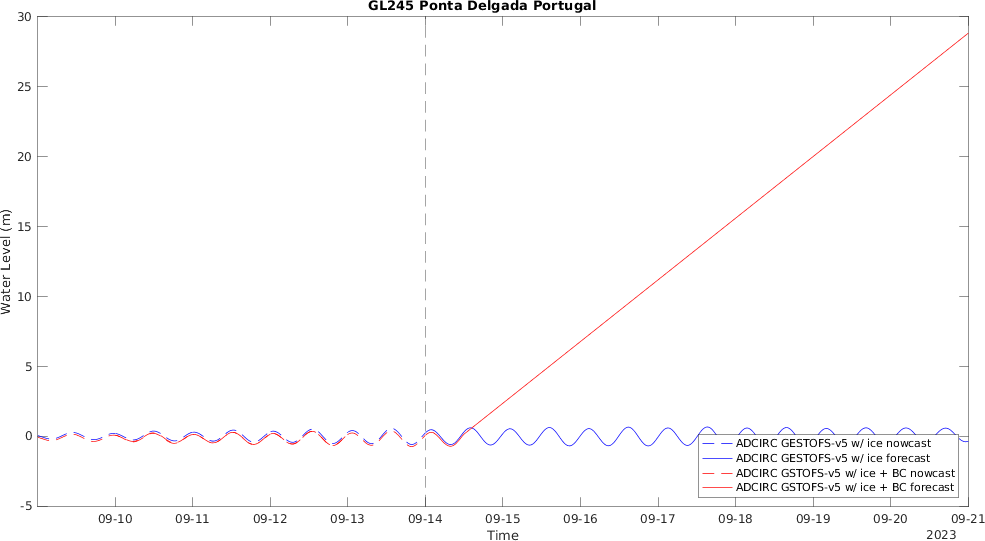 GL245 Ponta Delgada Portugal
30
25
20
15
10
5
0
-5
Water Level (m)
09-10 09-11 09-12 09-13 09-14 09-15 09-16 09-17 09-18 09-19 09-20 09-21
Time
2023
ADCIRC GESTOFS-v5 w/ ice nowcast
ADCIRC GESTOFS-v5 w/ ice forecast
ADCIRC GSTOFS-v5 w/ ice + BC nowcast
ADCIRC GSTOFS-v5 w/ ice + BC forecast